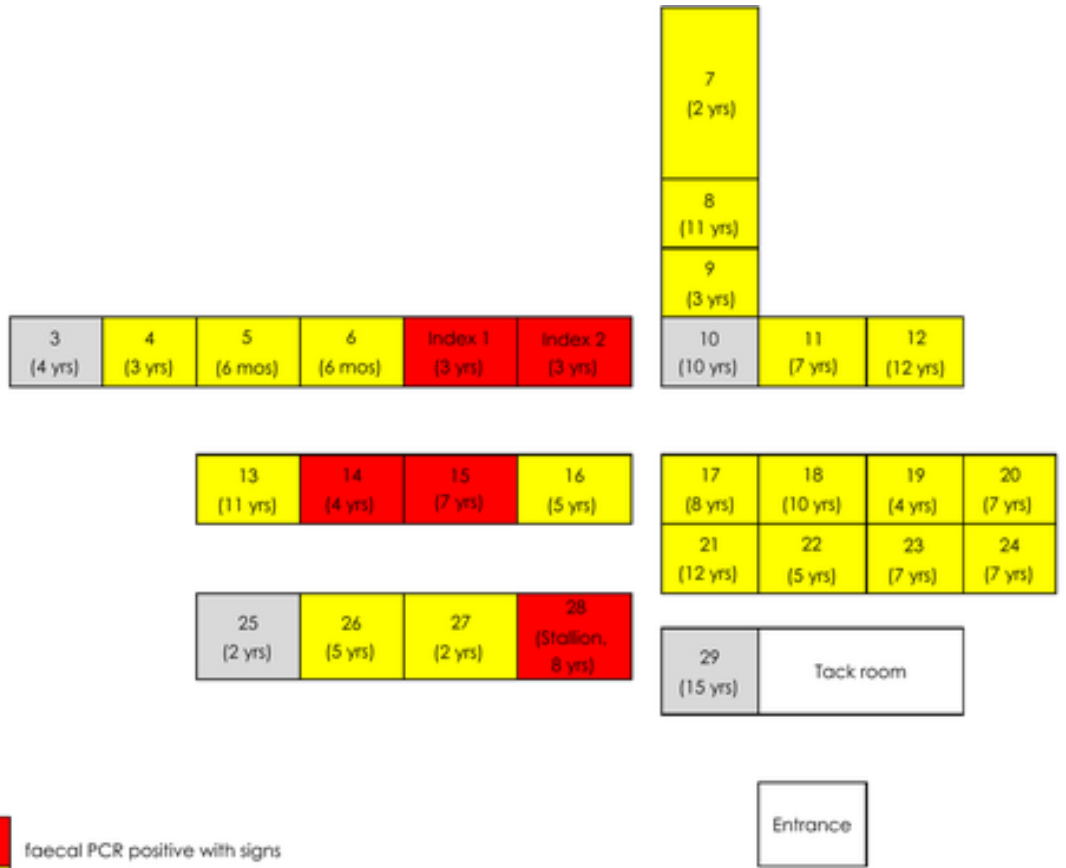 7
(2 yrs)
8
(11 yrs)
9
(3 yrs)
3
(4 yrs)
4
(3 yrs)
5
(6 mos)
6
(6 mos)
Index 1
(3 yrs)
Index 2
(3 yrs)
10
(10 yrs)
11
(7 yrs)
12
(12 yrs)
13
(11 yrs)
14
(4 yrs)
15
(7 yrs)
16
(5 yrs)
17
(8 yrs)
18
(10 yrs)
19
(4 yrs)
20
(7 yrs)
21
(12 yrs)
22
(5 yrs)
23
(7 yrs)
24
(7 yrs)
25
(2 yrs)
26
(5 yrs)
27
(2 yrs)
28
(Stallion,
8 yrs)
29
(15 yrs)
Tack room
Entrance
faecal PCR positive with signs